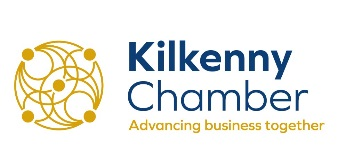 Kilkenny
Chamber
Advancing business together